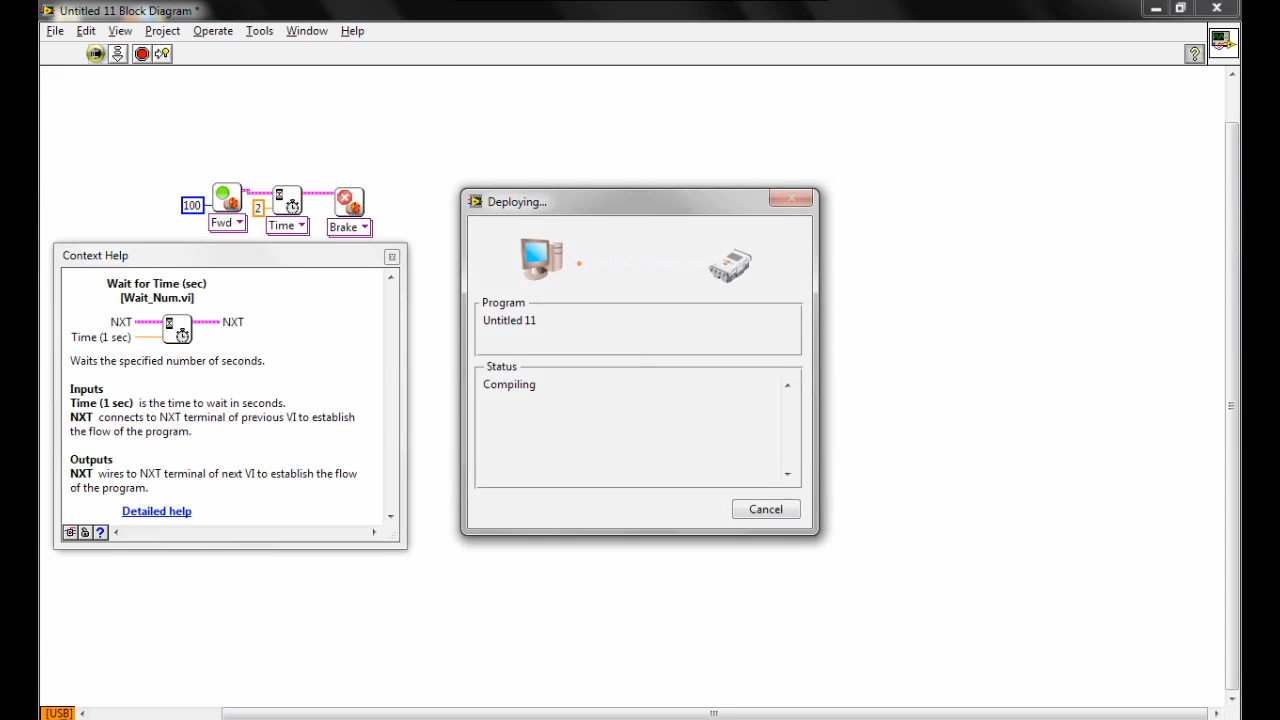 Untitled 11 Block Diagram *
File Edit View Project Operate Tools Window Help
?
100
2
Fwd
Time
Brake
Context Help
Wait for Time (sec)
[Wait_Num.vi]
NXT NXT
Time (1 sec)
Waits the specified number of seconds.
Inputs
Time (1 sec) is the time to wait in seconds.
NXT connects to NXT terminal of previous VI to establish
the flow of the program.
Outputs
NXT wires to NXT terminal of next VI to establish the flow
of the program.
Detailed help
?
Deploying...
Program
Untitled 11
Status
Compiling
Cancel
[USB]